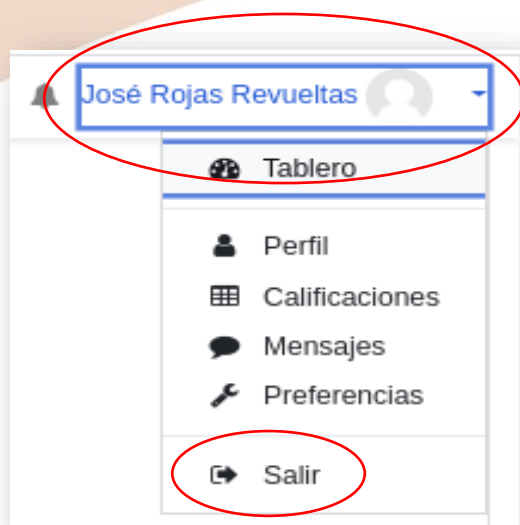 José Rojas Revueltas
Tablero
Perfil
Calificaciones
Mensajes
Preferencias
Salir